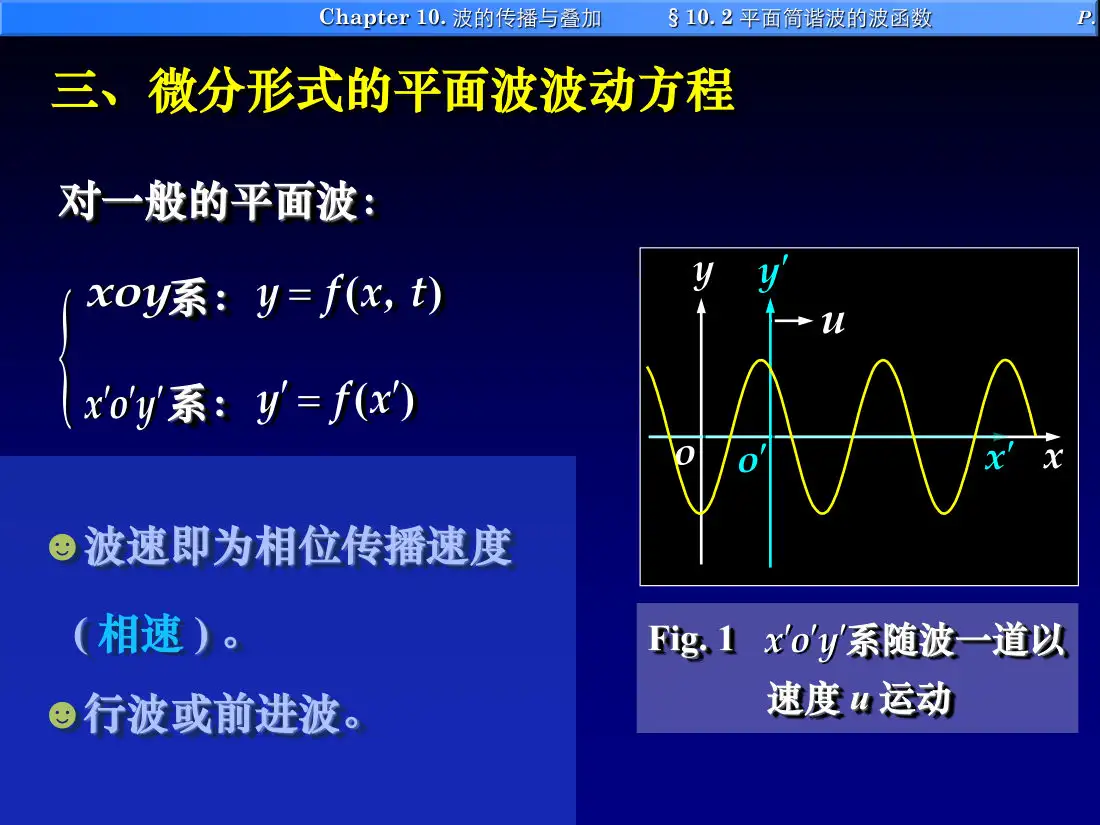 Chapter 10. 波的传播与叠加 §10. 2 平面简谐波的波函数 P.
三、微分形式的平面波波动方程
对一般的平面波：
xoy系： y = f(x, t)
x′o′y′系： y′ = f(x′)
波速即为相位传播速度
(相速)。
行波或前进波。
y y′
u
o o′ x′ x
Fig. 1 x′o′y′系随波一道以
速度 u 运动